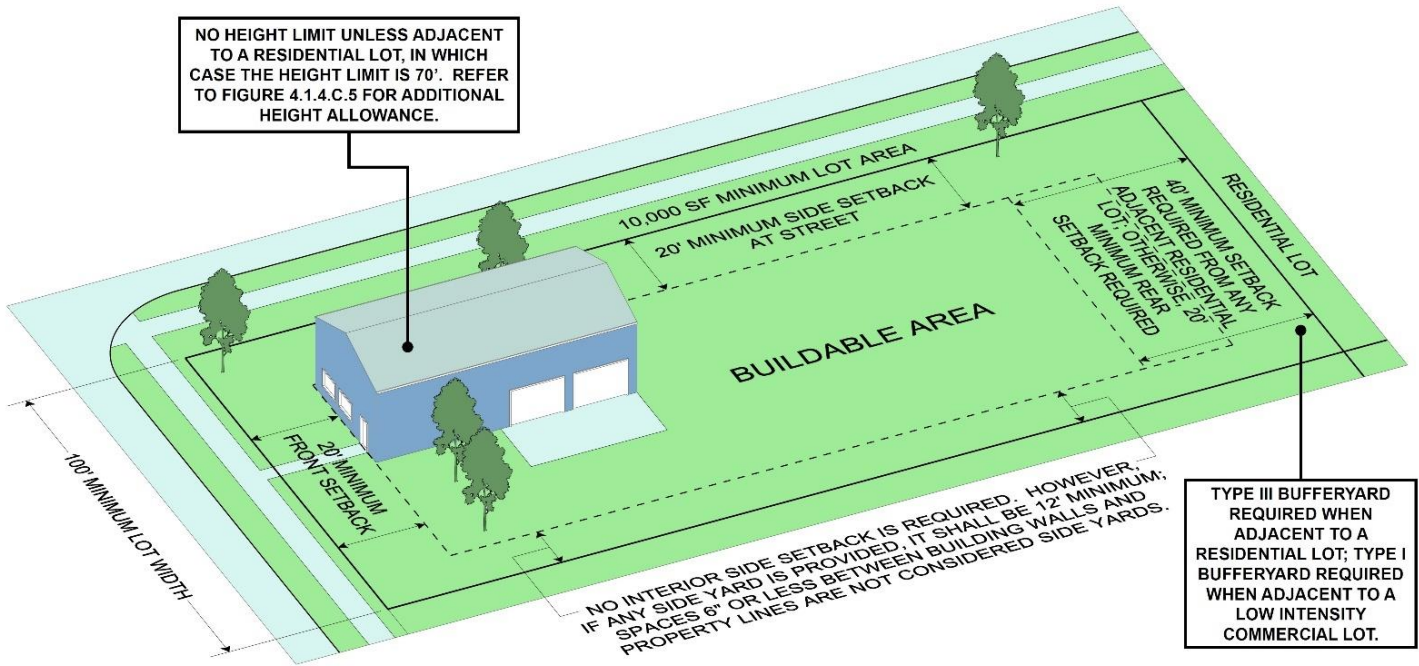 NO HEIGHT LIMIT UNLESS ADJACENT
TO A RESIDENTIAL LOT, IN WHICH
CASE THE HEIGHT LIMIT IS 70'.  REFER
TO FIGURE 4.1.4.C.5 FOR ADDITIONAL
HEIGHT ALLOWANCE.
10,000 SF MINIMUM LOT AREA
20' MINIMUM SIDE SETBACK
AT STREET
40' MINIMUM SETBACK
REQUIRED FROM ANY
ADJACENT RESIDENTIAL
LOT; OTHERWISE, 20'
MINIMUM REAR
SETBACK REQUIRED
RESIDENTIAL LOT
BUILDABLE AREA
20' MINIMUM
FRONT SETBACK
100' MINIMUM LOT WIDTH
NO INTERIOR SIDE SETBACK IS REQUIRED.  HOWEVER,
IF ANY SIDE YARD IS PROVIDED, IT SHALL BE 12' MINIMUM;
SPACES 6" OR LESS BETWEEN BUILDING WALLS AND
PROPERTY LINES ARE NOT CONSIDERED SIDE YARDS.
TYPE III BUFFERYARD
REQUIRED WHEN
ADJACENT TO A
RESIDENTIAL LOT; TYPE I
BUFFERYARD REQUIRED
WHEN ADJACENT TO A
LOW INTENSITY
COMMERCIAL LOT.